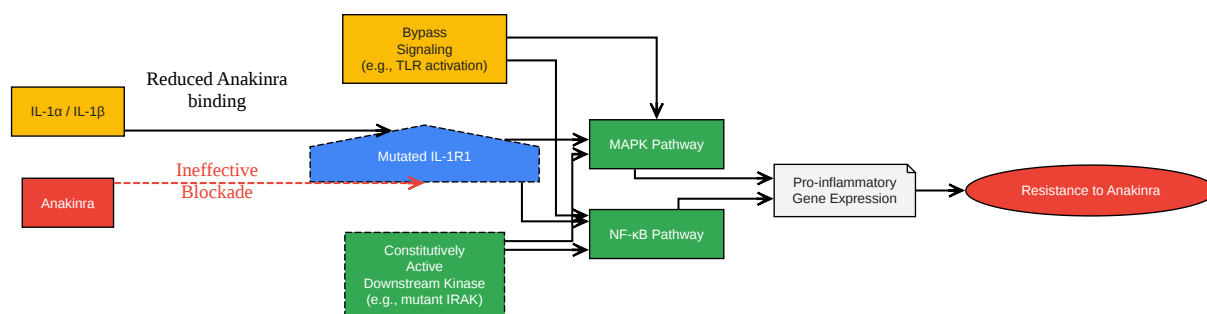 Bypass
Signaling
(e.g., TLR activation)
Reduced Anakinra
binding
IL-1α / IL-1β
Mutated IL-1R1
MAPK Pathway
Ineffective
Blockade
Anakinra
Pro-inflammatory
Gene Expression
Resistance to Anakinra
NF-κB Pathway
Constitutively
Active
Downstream Kinase
(e.g., mutant IRAK)